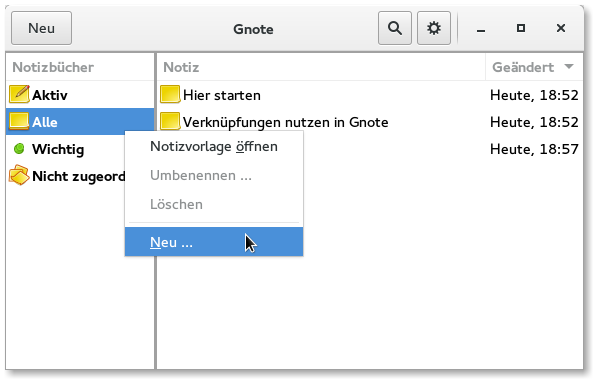 Neu
Gnote
Notizbücher
Notiz
Geändert
Aktiv
Hier starten
Heute, 18:52
Alle
Verknüpfungen nutzen in Gnote
Heute, 18:52
Wichtig
Heute, 18:57
Nicht zugeord
Notizvorlage öffnen
Umbenennen ...
Löschen
Neu ...